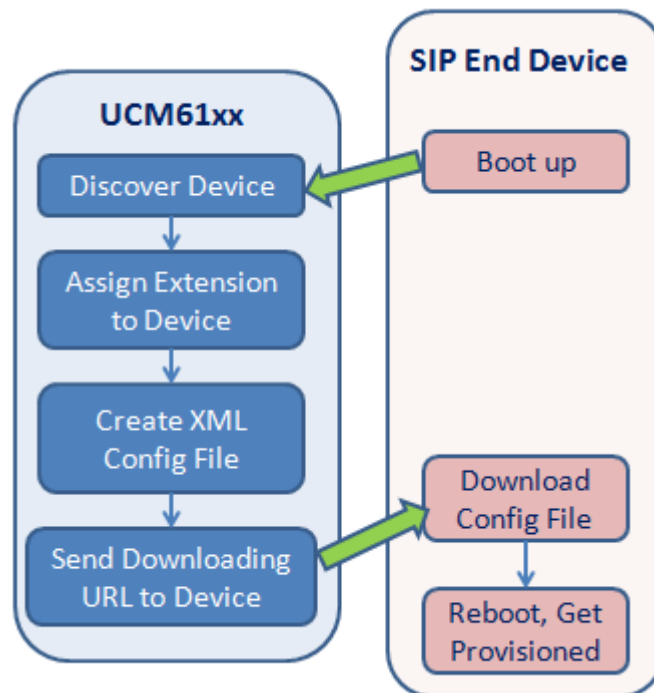 UCM61xx
Discover Device
Assign Extension
to Device
Create XML
Config File
Send Downloading
URL to Device
SIP End Device
Boot up
Download
Config File
Reboot, Get
Provisioned